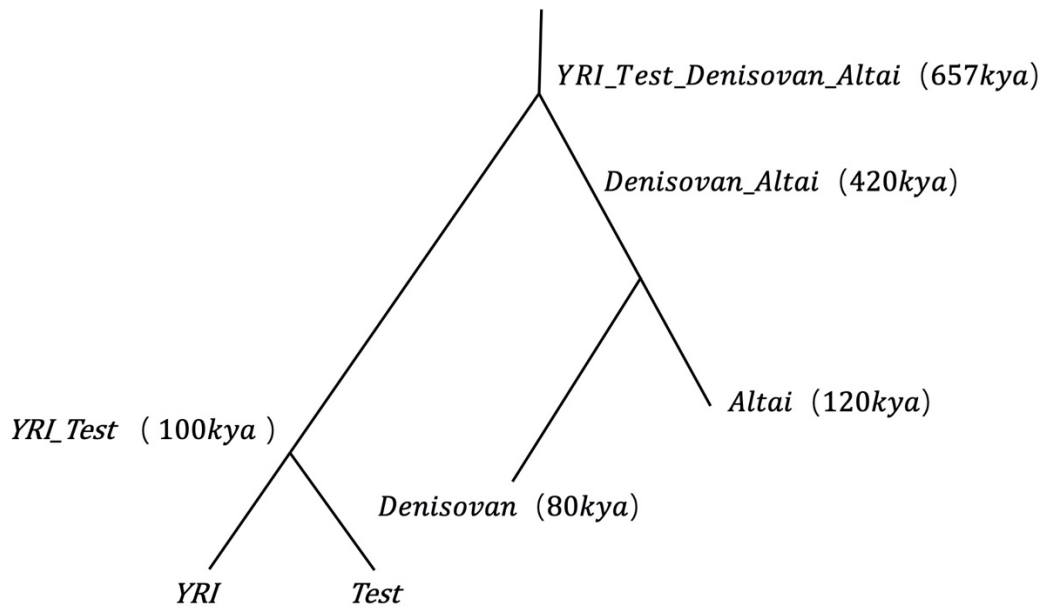 YRI_Test_Denisovan_Altai (657kya)
Denisovan_Altai (420kya)
Altai (120kya)
YRI_Test ( 100kya )
Denisovan (80kya)
YRI
Test